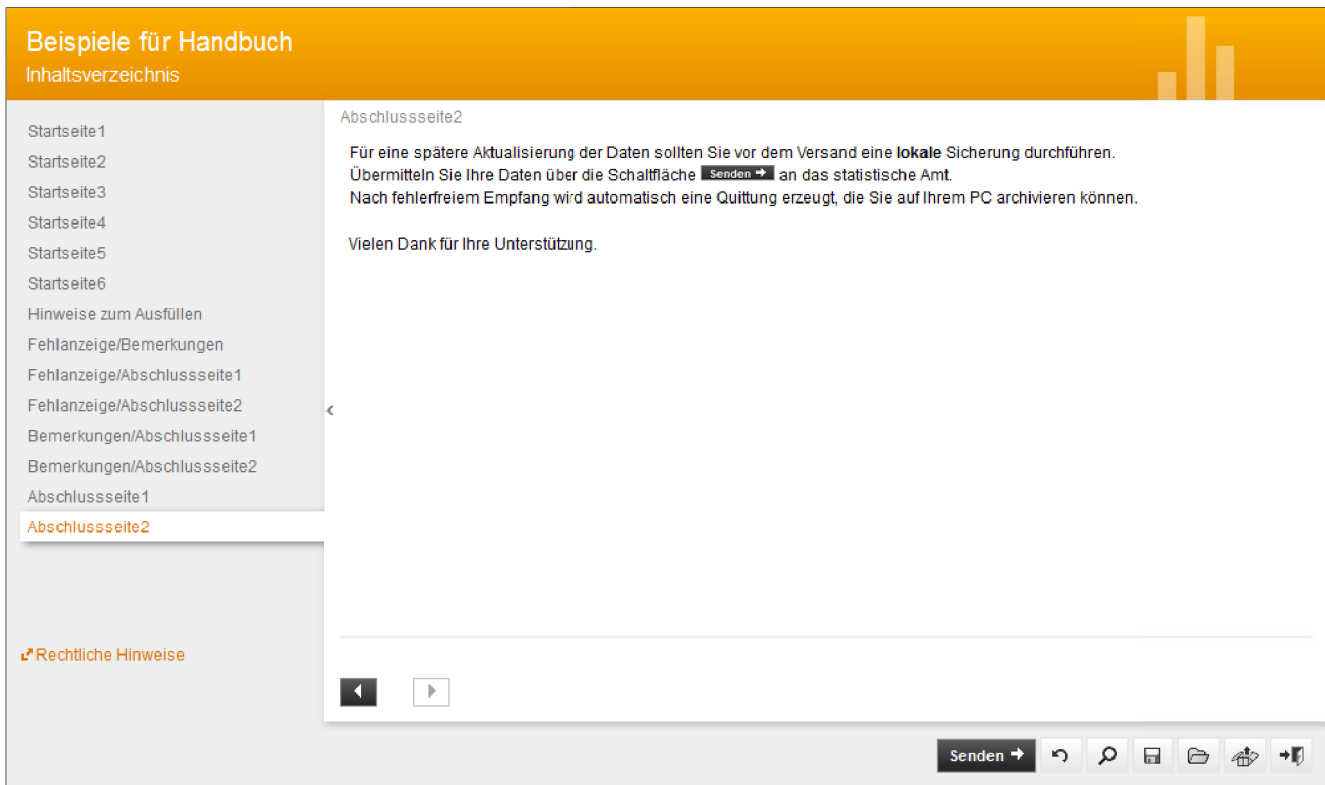 Beispiele für Handbuch
Inhaltsverzeichnis
Startseite1
Startseite2
Startseite3
Startseite4
Startseite5
Startseite6
Hinweise zum Ausfüllen
Fehlanzeige/Bemerkungen
Fehlanzeige/Abschlussseite1
Fehlanzeige/Abschlussseite2
Bemerkungen/Abschlussseite1
Bemerkungen/Abschlussseite2
Abschlussseite1
Abschlussseite2
Rechtliche Hinweise
Abschlussseite2
Für eine spätere Aktualisierung der Daten sollten Sie vor dem Versand eine lokale Sicherung durchführen.
Übermitteln Sie Ihre Daten über die Schaltfläche Senden an das statistische Amt.
Nach fehlerfreiem Empfang wird automatisch eine Quittung erzeugt, die Sie auf Ihrem PC archivieren können.
Vielen Dank für Ihre Unterstützung.
Senden